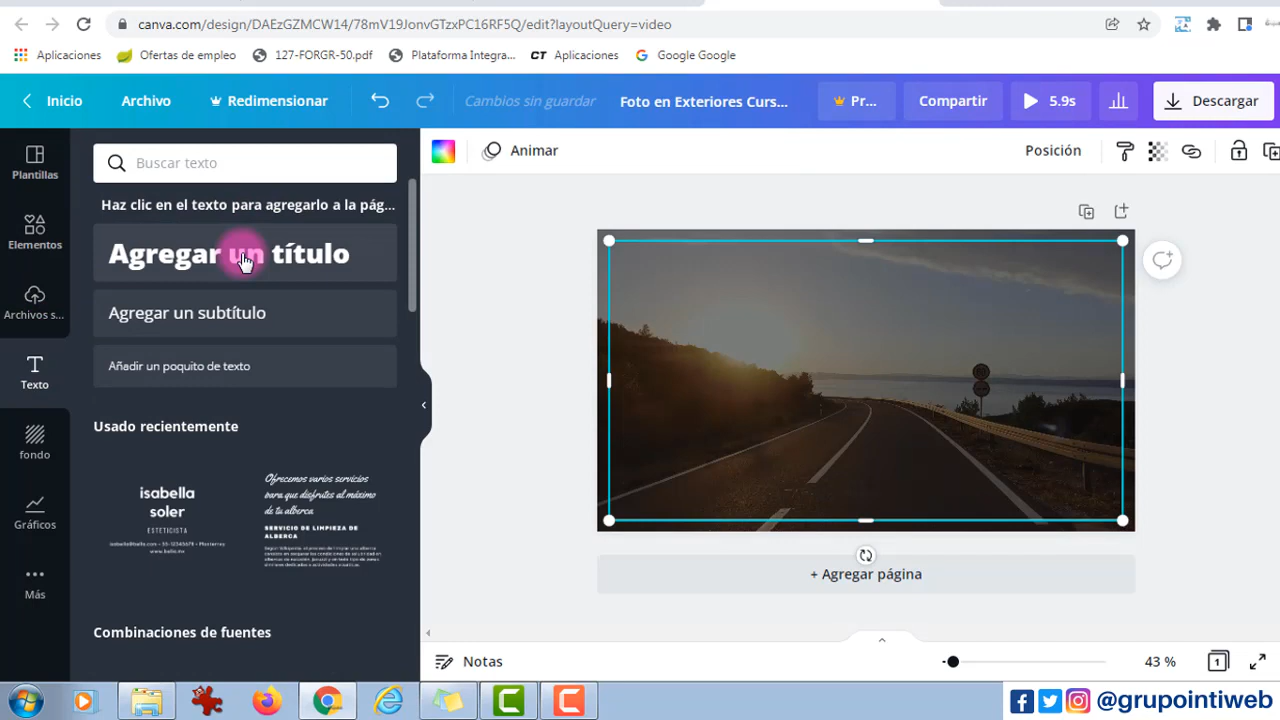 canva.com/design/DAEzGZMCW14/78mV19JonvGTzxPC16RF5Q/edit?layoutQuery=video
Aplicaciones
Ofertas de empleo
127-FORGR-50.pdf
Plataforma Integra...
CT
Aplicaciones
Google Google
Inicio
Archivo
Redimensionar
Cambios sin guardar
Foto en Exteriores Curs...
Pr...
Compartir
5.9s
Descargar
Plantillas
Elementos
Archivos s...
Texto
fondo
Gráficos
Más
Buscar texto
Haz clic en el texto para agregarlo a la pág...
Agregar un título
Agregar un subtítulo
Añadir un poquito de texto
Usado recientemente
isabella
soler
ESTETICISTA
Ofrecemos varios servicios
para que disfrutes al máximo
de tu alberca
SERVICIO DE LIMPIEZA DE
ALBERCA
Combinaciones de fuentes
Animar
Posición
+ Agregar página
Notas
43 %
1
@grupointiweb